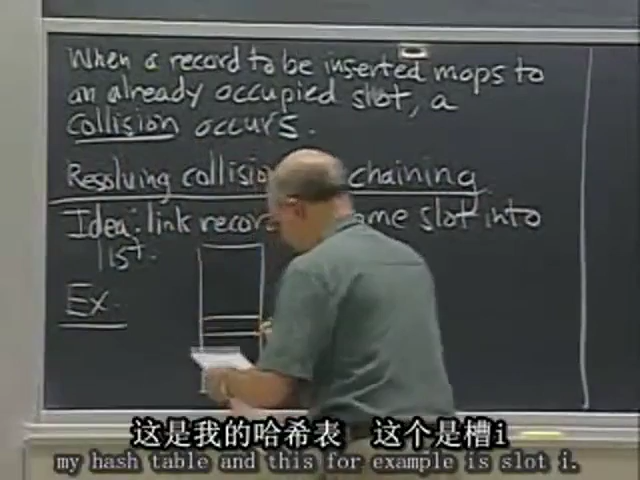 When a record to be inserted maps to
an already occupied slot, a
collision occurs.
Resolving collisio chaining
Idea: link recor ame slot into
list.
Ex.
这是我的哈希表 这个是槽i
my hash table and this for example is slot i.